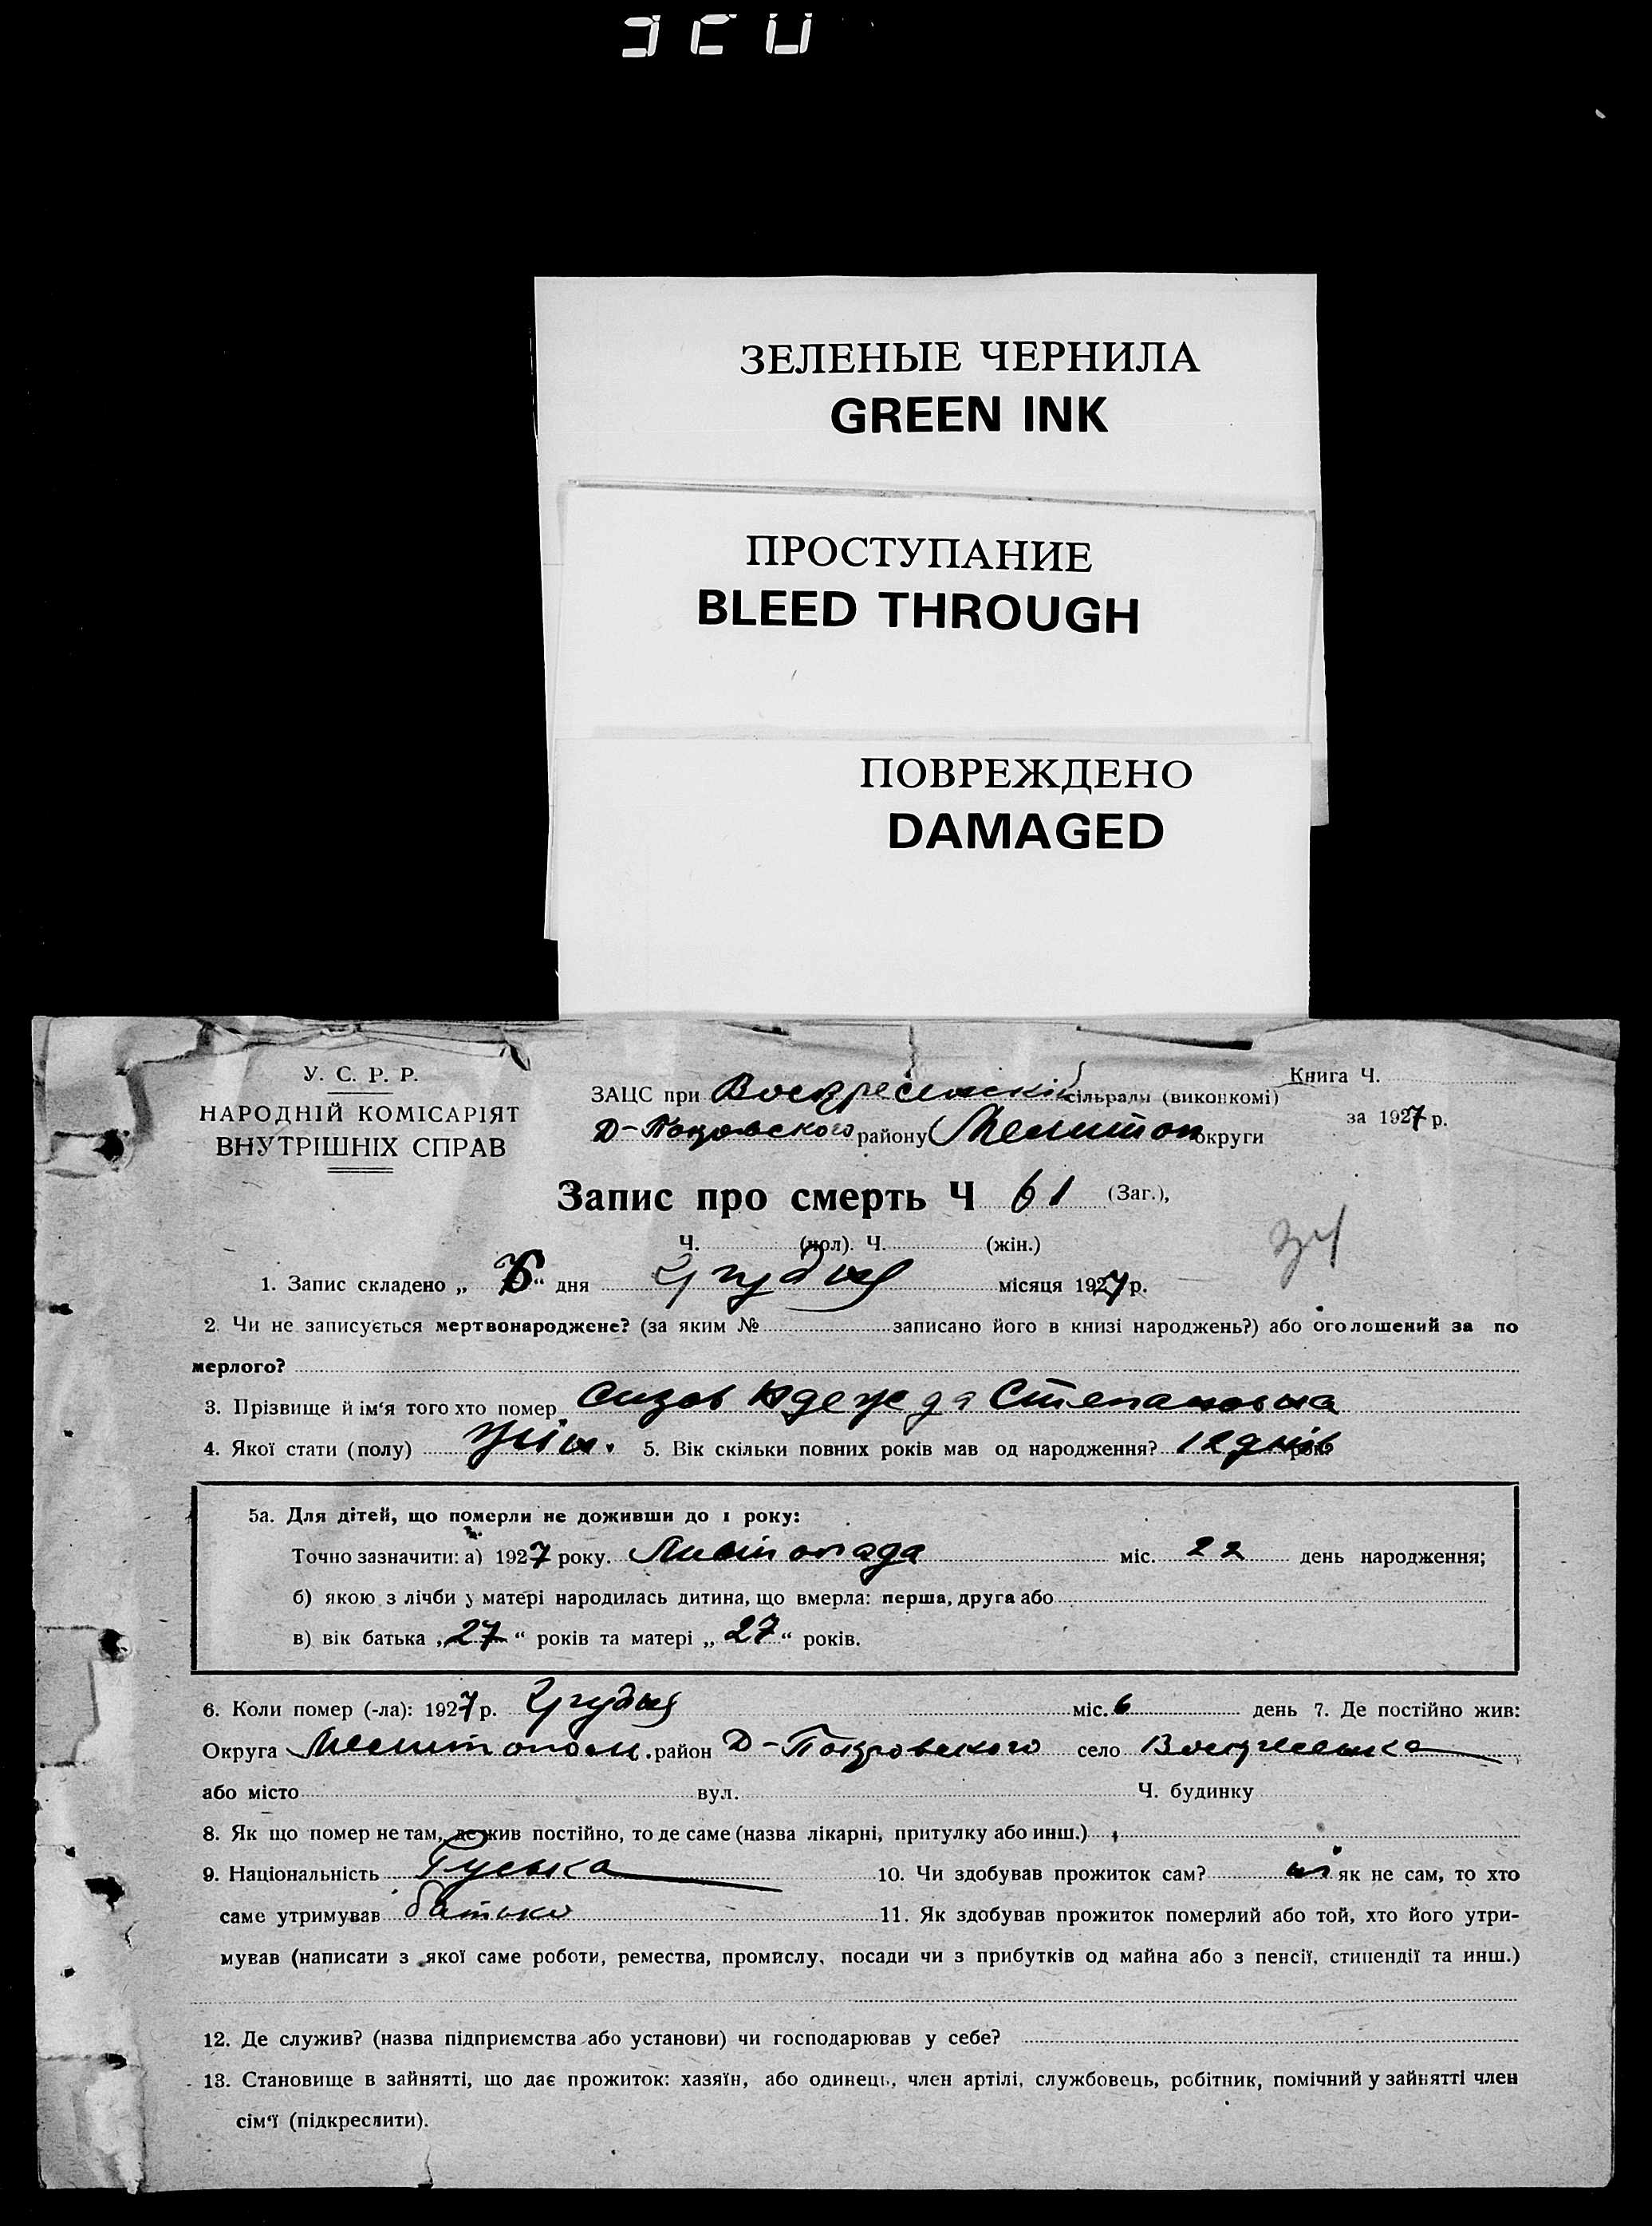 ЗЕЛЕНЫЕ ЧЕРНИЛА
GREEN INK
ПРОСТУПАНИЕ
BLEED THROUGH
ПОВРЕЖДЕНО
DAMAGED
У. С. Р. Р.
НАРОДНІЙ КОМІСАРІЯТ
ВНУТРІШНІХ СПРАВ
ЗАЦС при Воскресенскій сільради (виконкомі)
Д-Покровского району Мелитоп округи
Книга Ч.
за 1927 р.
Запис про смерть Ч 61 (Заг.),
Ч. (чол). Ч. (жін.)
34
1. Запис складено „ “ дня Грудня місяця 1927 р.
2. Чи не записується мертвонароджене? (за яким № записано його в книзі народжень?) або оголошений за по
мерлого?
3. Прізвище й ім'я того хто помер Сизов Надежда Степановна
4. Якої стати (полу) жін. 5. Вік скільки повних років мав од народження? 12 днів
5а. Для дітей, що померли не доживши до 1 року:
Точно зазначити: а) 1927 року. Листопада міс. 22 день народження;
б) якою з лічби у матері народилась дитина, що вмерла: перша, друга або
в) вік батька „27“ років та матері „27“ років.
6. Коли помер (-ла): 1927 р. Грудня міс. 6 день 7. Де постійно жив:
Округа Мелитопол. район Д-Покровского село Воскресенка
або місто вул. Ч. будинку
8. Як що помер не там, де жив постійно, то де саме (назва лікарні, притулку або инш.)
9. Національність Руська 10. Чи здобував прожиток сам? ні як не сам, то хто
саме утримував батько 11. Як здобував прожиток померлий або той, хто його утри-
мував (написати з якої саме роботи, ремества, промислу, посади чи з прибутків од майна або з пенсії, стипендії та инш.)
12. Де служив? (назва підприємства або установи) чи господарював у себе?
13. Становище в зайнятті, що дає прожиток: хазяїн, або одинець, член артілі, службовець, робітник, помічний у зайнятті член
сім'ї (підкреслити).